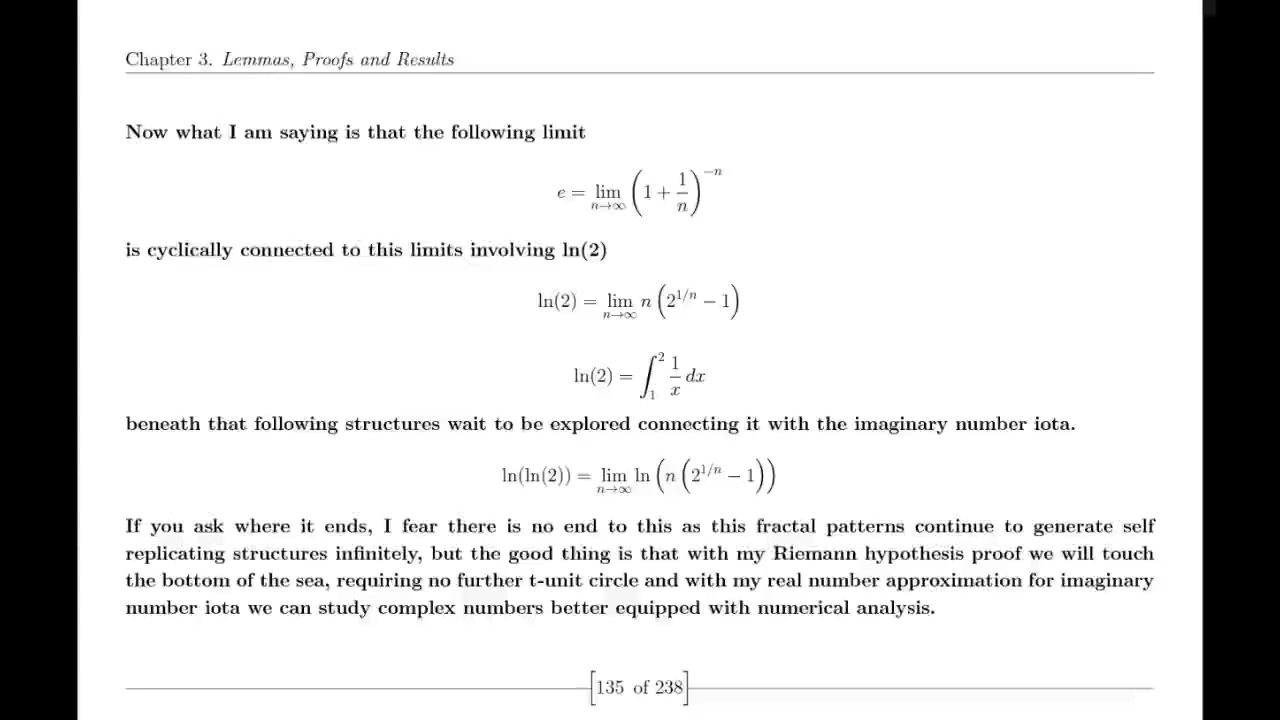 Chapter 3. Lemmas, Proofs and Results
Now what I am saying is that the following limit
e = lim_{n→∞} (1 + 1/n)^{−n}
is cyclically connected to this limits involving ln(2)
ln(2) = lim_{n→∞} n (2^{1/n} − 1)
ln(2) = ∫_1^2 1/x dx
beneath that following structures wait to be explored connecting it with the imaginary number iota.
ln(ln(2)) = lim_{n→∞} ln (n (2^{1/n} − 1))
If you ask where it ends, I fear there is no end to this as this fractal patterns continue to generate self
replicating structures infinitely, but the good thing is that with my Riemann hypothesis proof we will touch
the bottom of the sea, requiring no further t-unit circle and with my real number approximation for imaginary
number iota we can study complex numbers better equipped with numerical analysis.
[135 of 238]